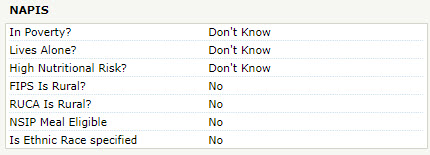 NAPIS
In Poverty? Don't Know
Lives Alone? Don't Know
High Nutritional Risk? Don't Know
FIPS Is Rural? No
RUCA Is Rural? No
NSIP Meal Eligible No
Is Ethnic Race specified No